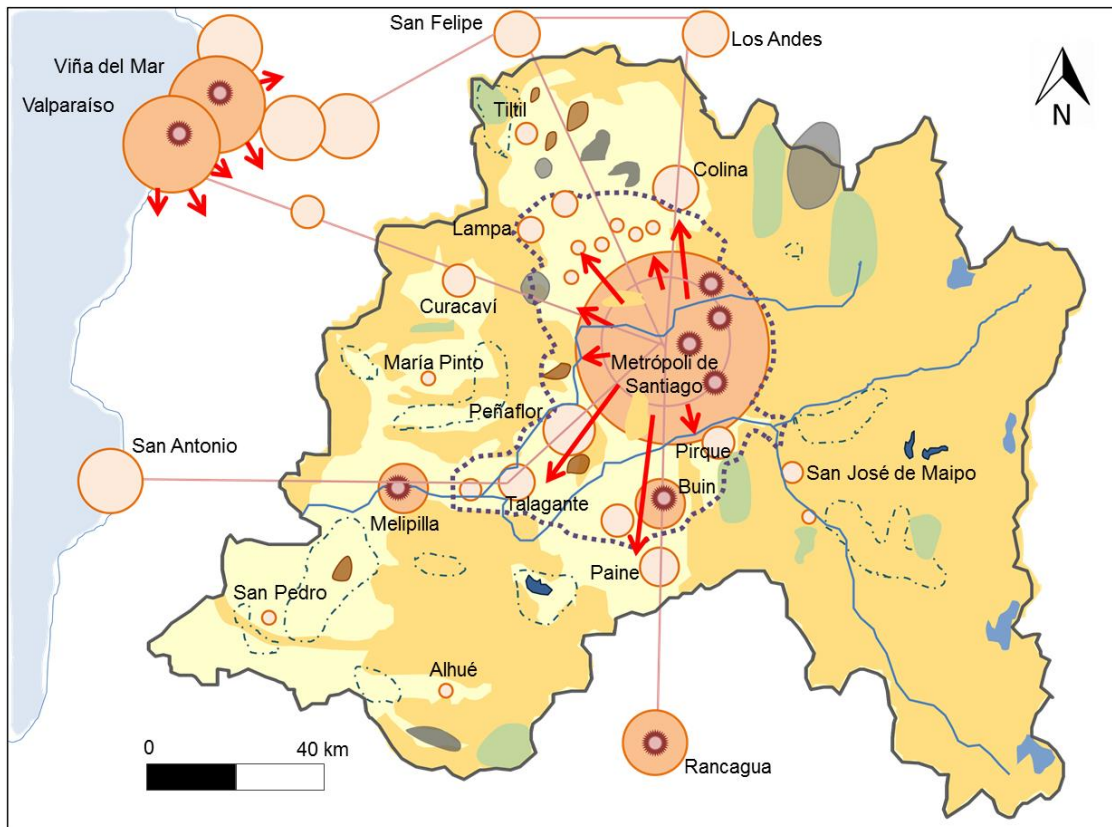 San Felipe
Los Andes
Viña del Mar
Valparaíso
Tiltil
N
Colina
Lampa
Curacaví
María Pinto
Metrópoli de
Santiago
Peñaflor
San Antonio
Pirque
San José de Maipo
Talagante
Buin
Melipilla
Paine
San Pedro
Alhué
0
40 km
Rancagua